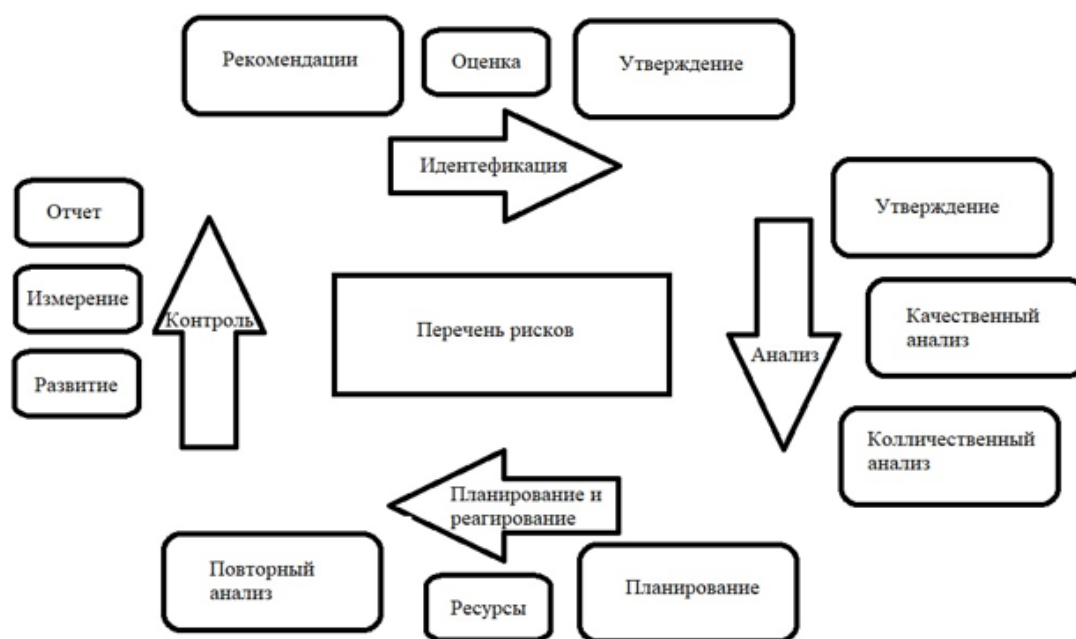 Рекомендации
Оценка
Утверждение
Идентефикация
Отчет
Измерение
Развитие
Контроль
Перечень рисков
Анализ
Утверждение
Качественный
анализ
Колличественный
анализ
Планирование и
реагирование
Повторный
анализ
Ресурсы
Планирование